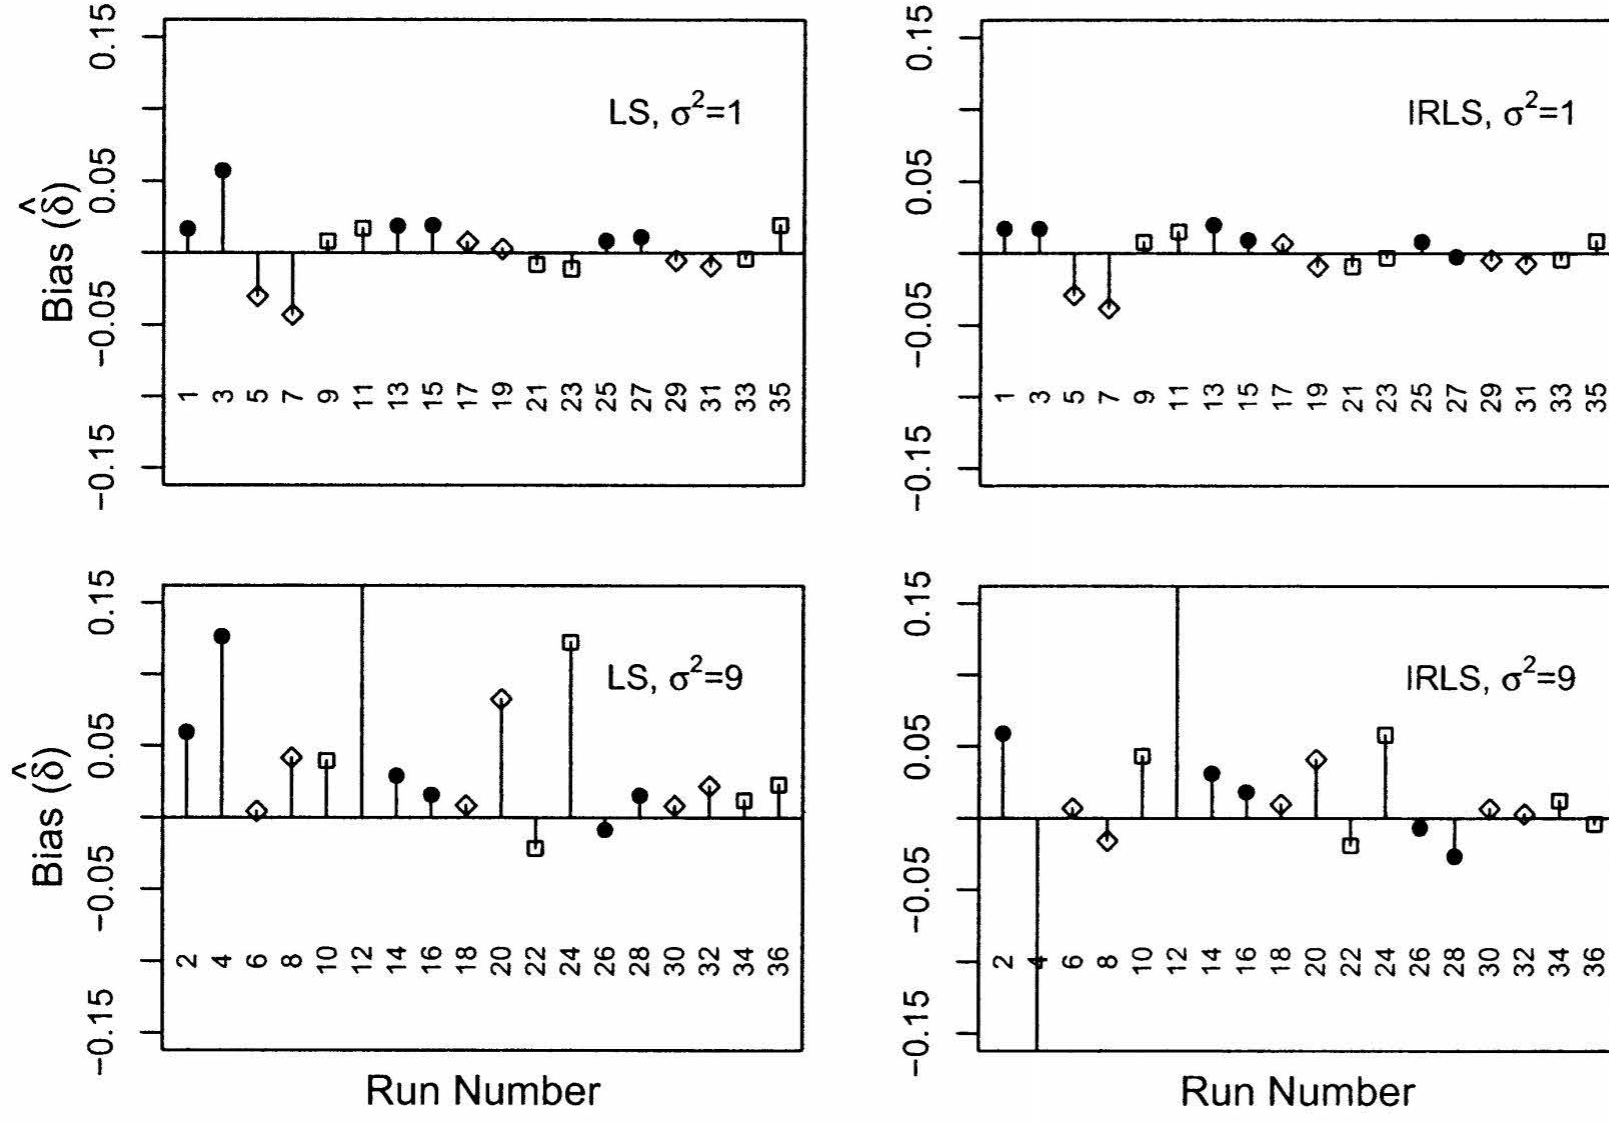 0.15
0.05
−0.05
−0.15
Bias (δ̂)
LS, σ²=1
1 3 5 7 9 11 13 15 17 19 21 23 25 27 29 31 33 35
0.15
0.05
−0.05
−0.15
IRLS, σ²=1
1 3 5 7 9 11 13 15 17 19 21 23 25 27 29 31 33 35
0.15
0.05
−0.05
−0.15
Bias (δ̂)
LS, σ²=9
2 4 6 8 10 12 14 16 18 20 22 24 26 28 30 32 34 36
Run Number
0.15
0.05
−0.05
−0.15
IRLS, σ²=9
2 4 6 8 10 12 14 16 18 20 22 24 26 28 30 32 34 36
Run Number